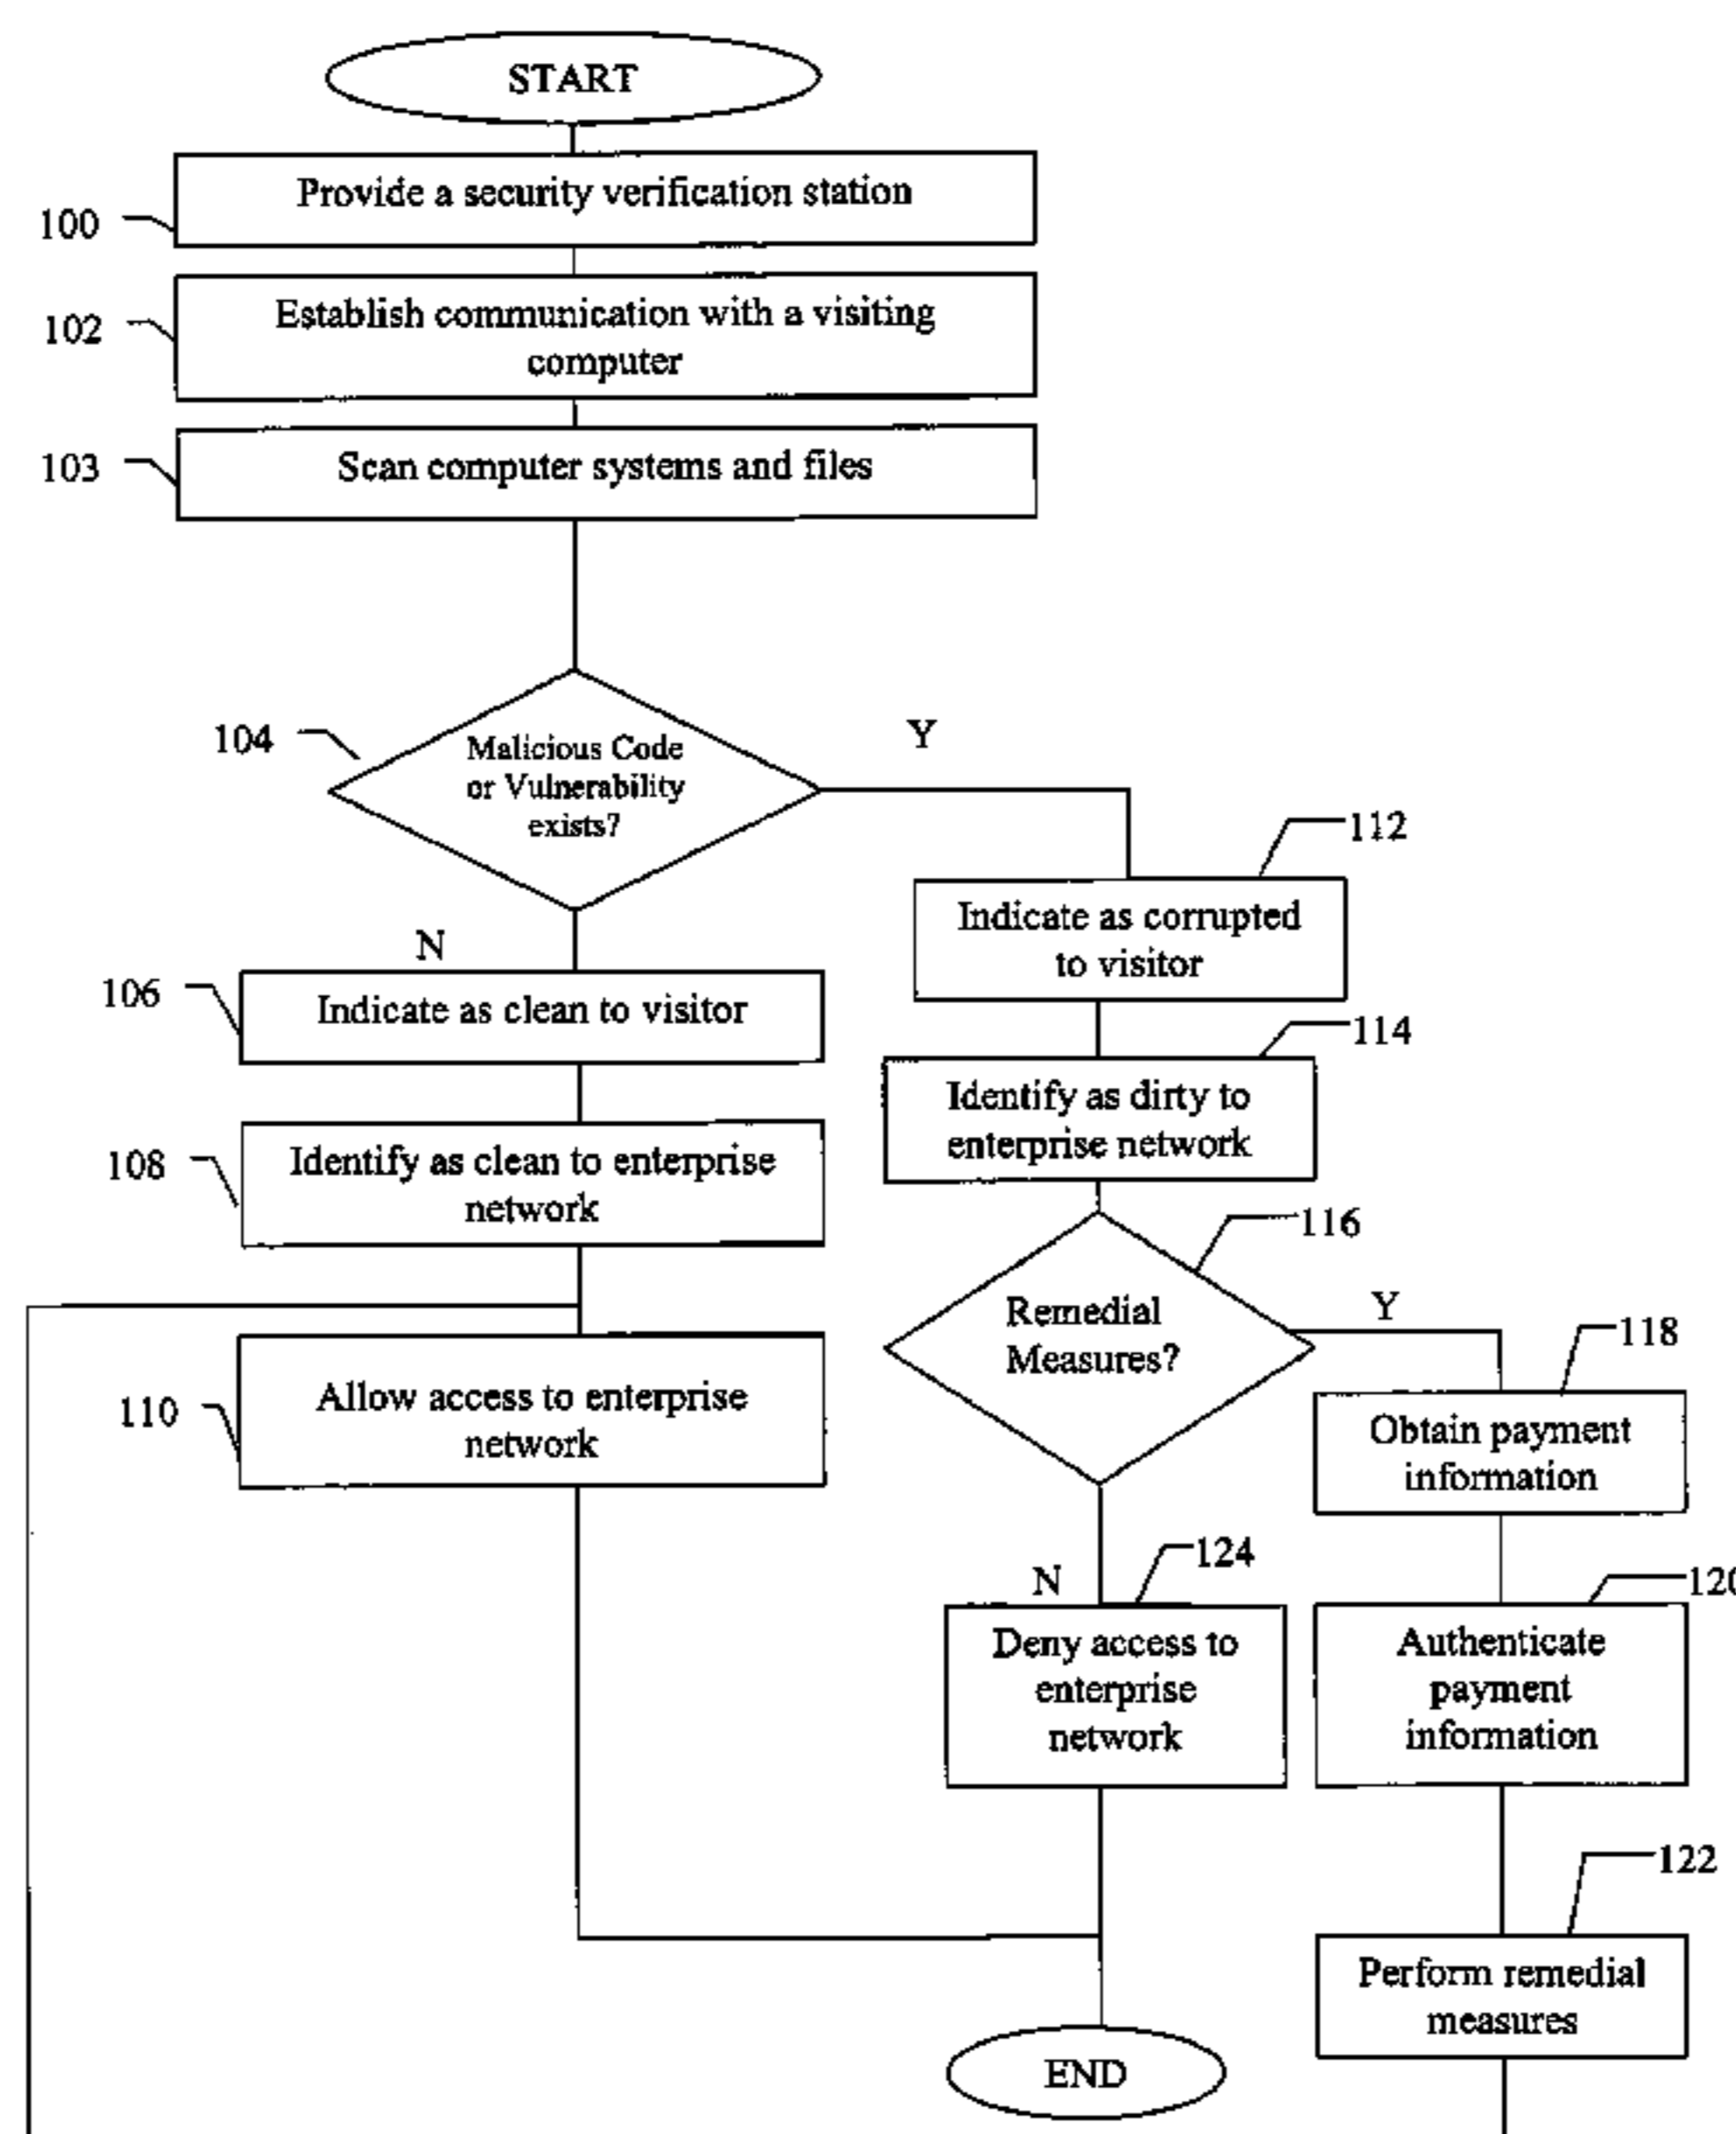 START
Provide a security verification station
100
Establish communication with a visiting
computer
102
Scan computer systems and files
103
104
Malicious Code
or Vulnerability
exists?
Y
N
112
Indicate as corrupted
to visitor
106
Indicate as clean to visitor
114
Identify as dirty to
enterprise network
108
Identify as clean to enterprise
network
116
Remedial
Measures?
Y
118
Obtain payment
information
110
Allow access to enterprise
network
N
124
Deny access to
enterprise
network
120
Authenticate
payment
information
122
Perform remedial
measures
END